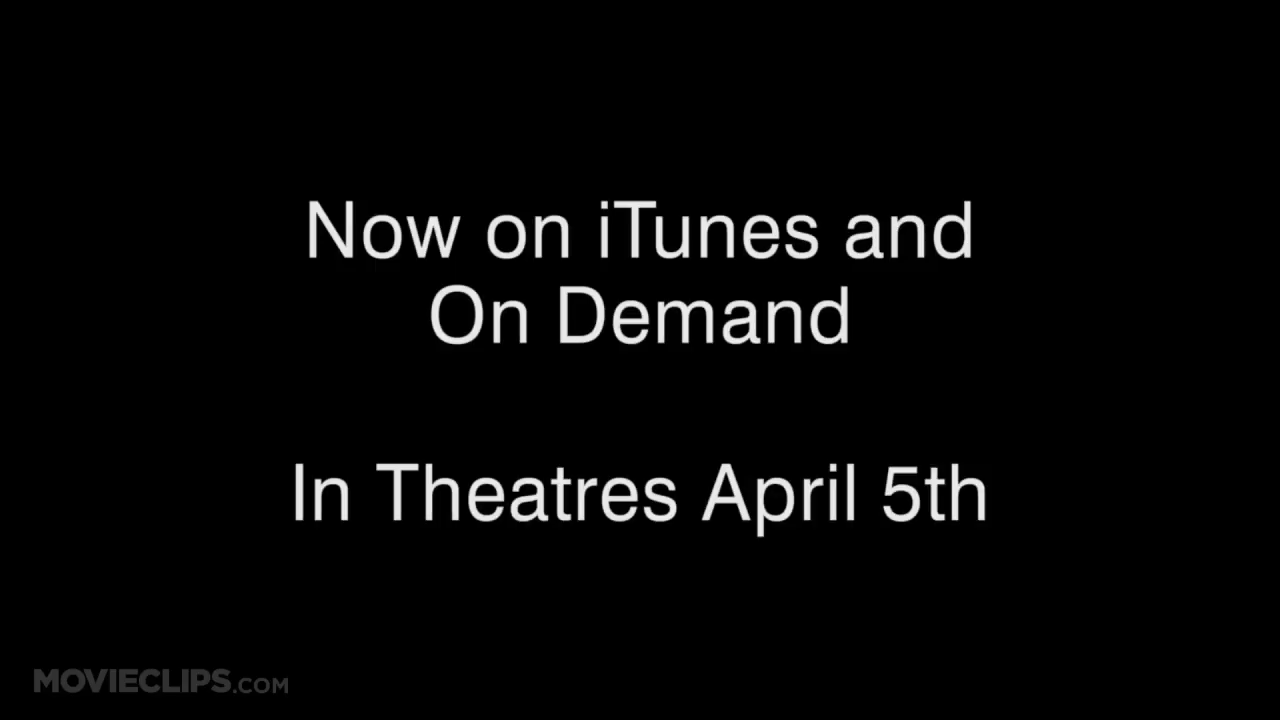 Now on iTunes and
On Demand
In Theatres April 5th
MOVIECLIPS.COM